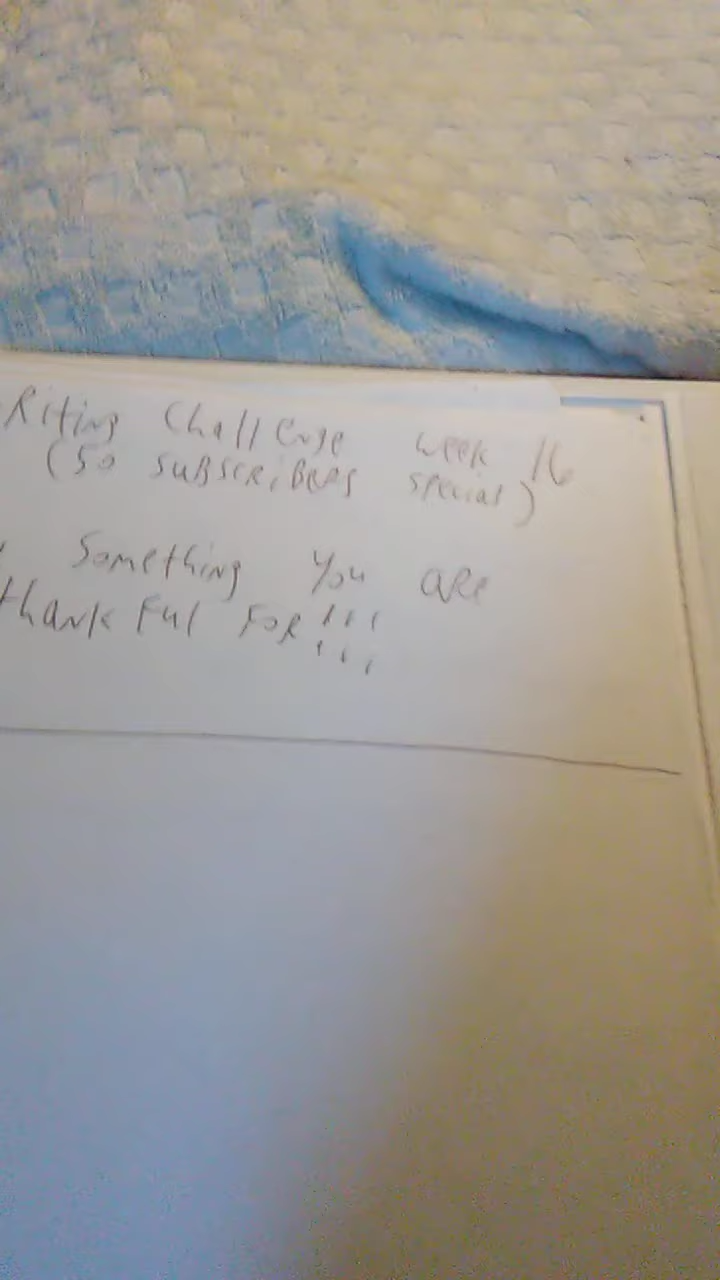 Riting Challenge week 16
(50 subscribers special)
Something you are
thankful for!!!